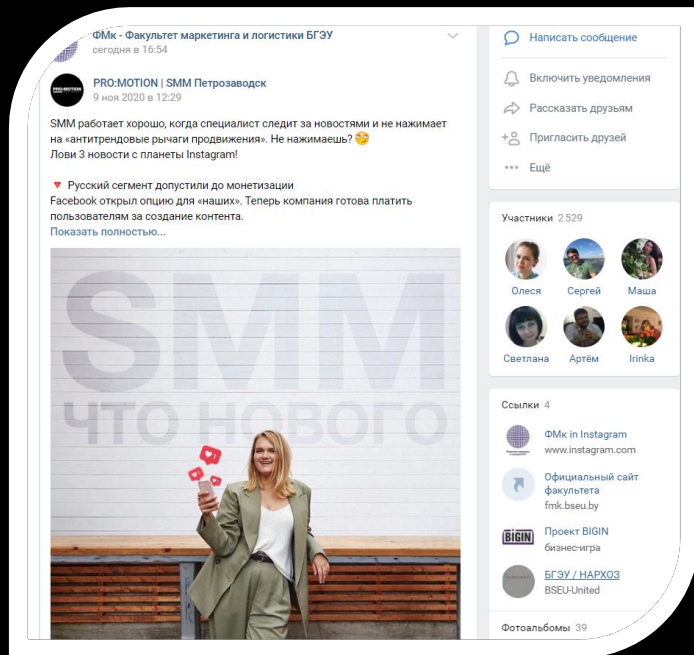 ФМк - Факультет маркетинга и логистики БГЭУ
сегодня в 16:54
PRO:MOTION | SMM Петрозаводск
9 ноя 2020 в 12:29
SMM работает хорошо, когда специалист следит за новостями и не нажимает
на «антитрендовые рычаги продвижения». Не нажимаешь? 🧐
Лови 3 новости с планеты Instagram!
🔻 Русский сегмент допустили до монетизации
Facebook открыл опцию для «наших». Теперь компания готова платить
пользователям за создание контента.
Показать полностью...
SMM
ЧТО НОВОГО
Написать сообщение
Включить уведомления
Рассказать друзьям
Пригласить друзей
Ещё
Участники 2 529
Олеся Сергей Маша
Светлана Артём Irinka
Ссылки 4
ФМк in Instagram
www.instagram.com
Официальный сайт
факультета
fmk.bseu.by
BIGIN
Проект BIGIN
бизнес-игра
БГЭУ / НАРХОЗ
BSEU-United
Фотоальбомы 39